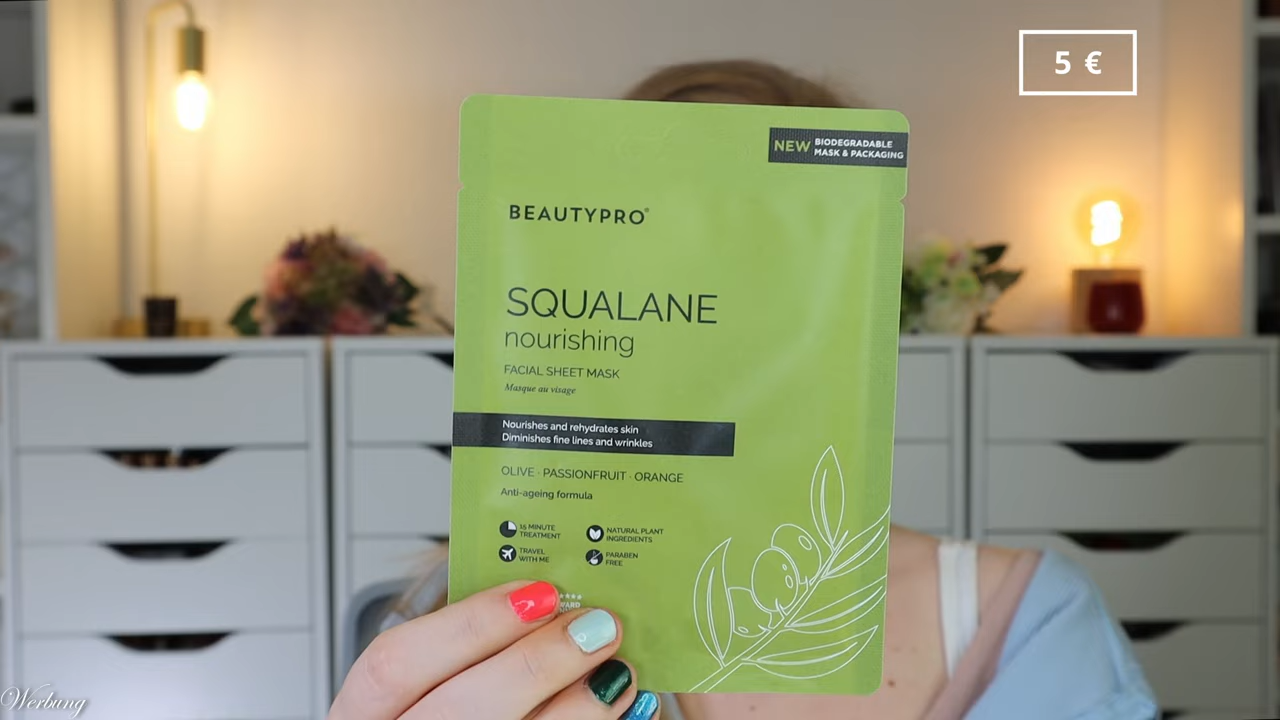 5 €
NEW BIODEGRADABLE
MASK & PACKAGING
BEAUTYPRO®
SQUALANE
nourishing
FACIAL SHEET MASK
Masque au visage
Nourishes and rehydrates skin
Diminishes fine lines and wrinkles
OLIVE · PASSIONFRUIT · ORANGE
Anti-ageing formula
15 MINUTE
TREATMENT
NATURAL PLANT
INGREDIENTS
TRAVEL
WITH ME
PARABEN
FREE
Werbung